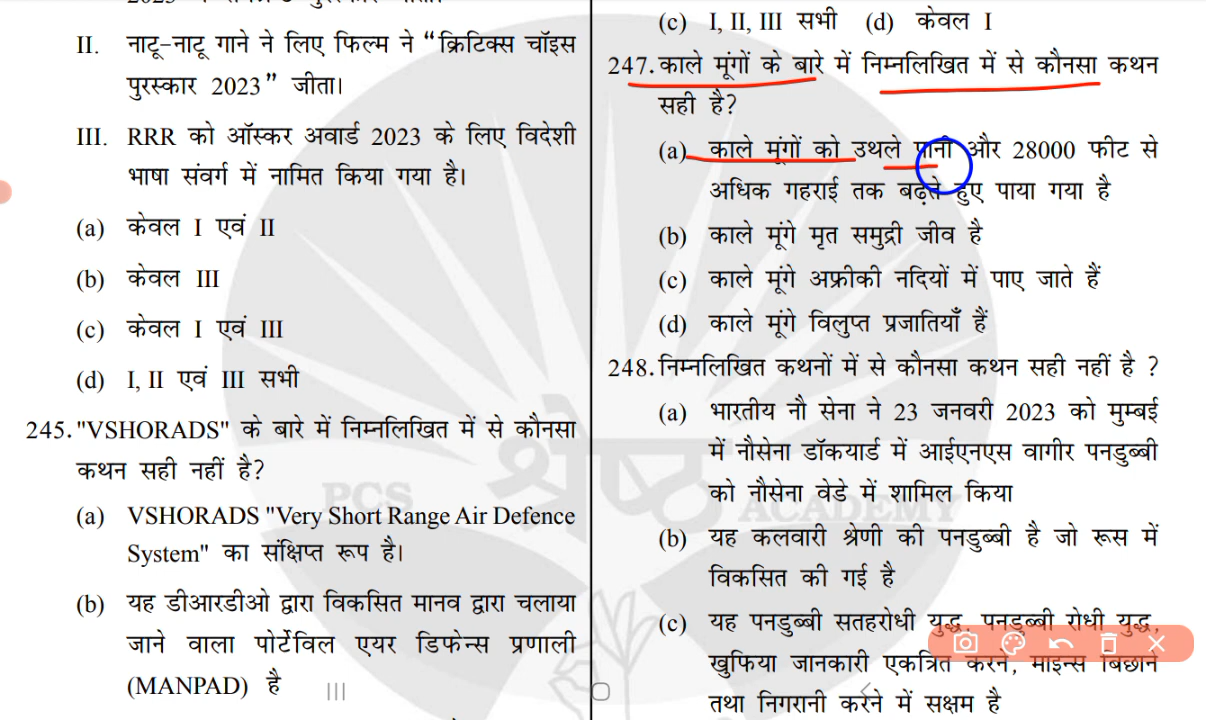 II. नाटू-नाटू गाने ने लिए फिल्म ने “क्रिटिक्स चॉइस
पुरस्कार 2023” जीता।
III. RRR को ऑस्कर अवार्ड 2023 के लिए विदेशी
भाषा संवर्ग में नामित किया गया है।
(a) केवल I एवं II
(b) केवल III
(c) केवल I एवं III
(d) I, II एवं III सभी
245. "VSHORADS" के बारे में निम्नलिखित में से कौनसा
कथन सही नहीं है?
(a) VSHORADS "Very Short Range Air Defence
System" का संक्षिप्त रूप है।
(b) यह डीआरडीओ द्वारा विकसित मानव द्वारा चलाया
जाने वाला पोर्टेविल एयर डिफेन्स प्रणाली
(MANPAD) है
(c) I, II, III सभी (d) केवल I
247. काले मूंगों के बारे में निम्नलिखित में से कौनसा कथन
सही है?
(a) काले मूंगों को उथले पानी और 28000 फीट से
अधिक गहराई तक बढ़ते हुए पाया गया है
(b) काले मूंगे मृत समुद्री जीव है
(c) काले मूंगे अफ्रीकी नदियों में पाए जाते हैं
(d) काले मूंगे विलुप्त प्रजातियाँ हैं
248. निम्नलिखित कथनों में से कौनसा कथन सही नहीं है ?
(a) भारतीय नौ सेना ने 23 जनवरी 2023 को मुम्बई
में नौसेना डॉकयार्ड में आईएनएस वागीर पनडुब्बी
को नौसेना वेडे में शामिल किया
(b) यह कलवारी श्रेणी की पनडुब्बी है जो रूस में
विकसित की गई है
(c) यह पनडुब्बी सतहरोधी युद्ध, पनडुब्बी रोधी युद्ध,
खुफिया जानकारी एकत्रित करने, माइन्स बिछाने
तथा निगरानी करने में सक्षम है
PCS श्रेष्ठ ACADEMY